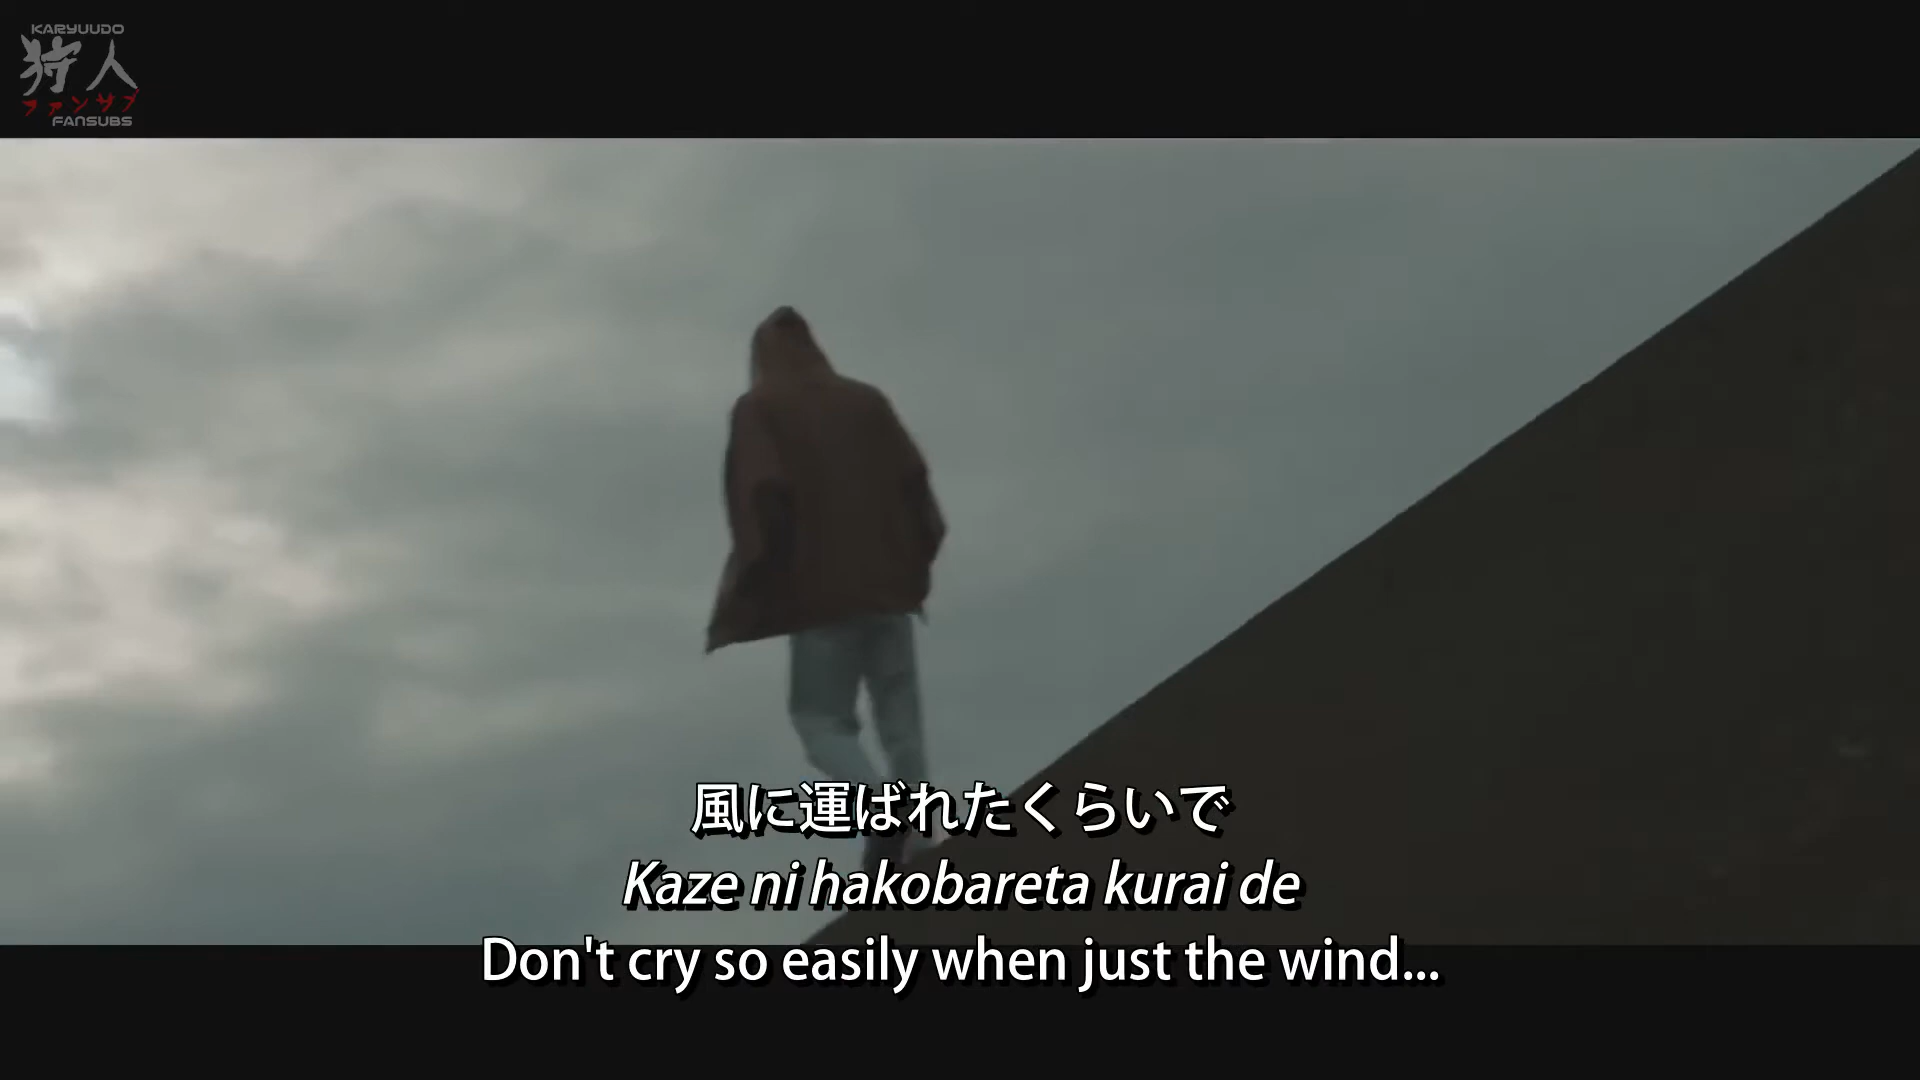 KARYUUDO
狩人
ファンサブ
FANSUBS
風に運ばれたくらいで
Kaze ni hakobareta kurai de
Don't cry so easily when just the wind...